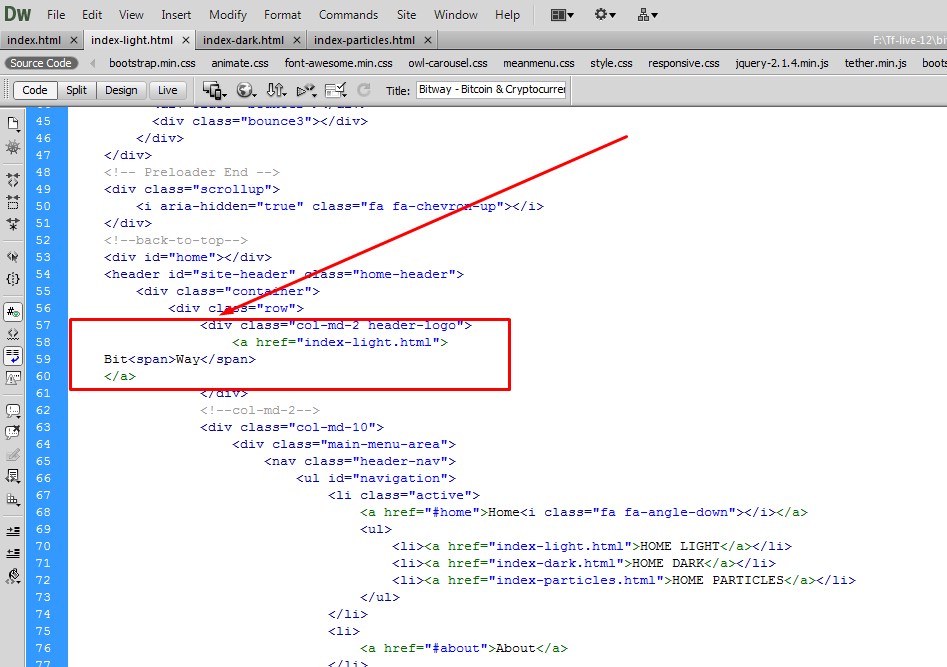 Dw File Edit View Insert Modify Format Commands Site Window Help
index.html × index-light.html × index-dark.html × index-particles.html × F:\Tf-live-12\bi
Source Code bootstrap.min.css animate.css font-awesome.min.css owl-carousel.css meanmenu.css style.css responsive.css jquery-2.1.4.min.js tether.min.js boots
Code Split Design Live Title: Bitway - Bitcoin & Cryptocurren
45 <div class="bounce3"></div>
46 </div>
47 </div>
48 <!-- Preloader End -->
49 <div class="scrollup">
50 <i aria-hidden="true" class="fa fa-chevron-up"></i>
51 </div>
52 <!--back-to-top-->
53 <div id="home"></div>
54 <header id="site-header" class="home-header">
55 <div class="container">
56 <div class="row">
57 <div class="col-md-2 header-logo">
58 <a href="index-light.html">
59 Bit<span>Way</span>
60 </a>
61 </div>
62 <!--col-md-2-->
63 <div class="col-md-10">
64 <div class="main-menu-area">
65 <nav class="header-nav">
66 <ul id="navigation">
67 <li class="active">
68 <a href="#home">Home<i class="fa fa-angle-down"></i></a>
69 <ul>
70 <li><a href="index-light.html">HOME LIGHT</a></li>
71 <li><a href="index-dark.html">HOME DARK</a></li>
72 <li><a href="index-particles.html">HOME PARTICLES</a></li>
73 </ul>
74 </li>
75 <li>
76 <a href="#about">About</a>
77 </li>